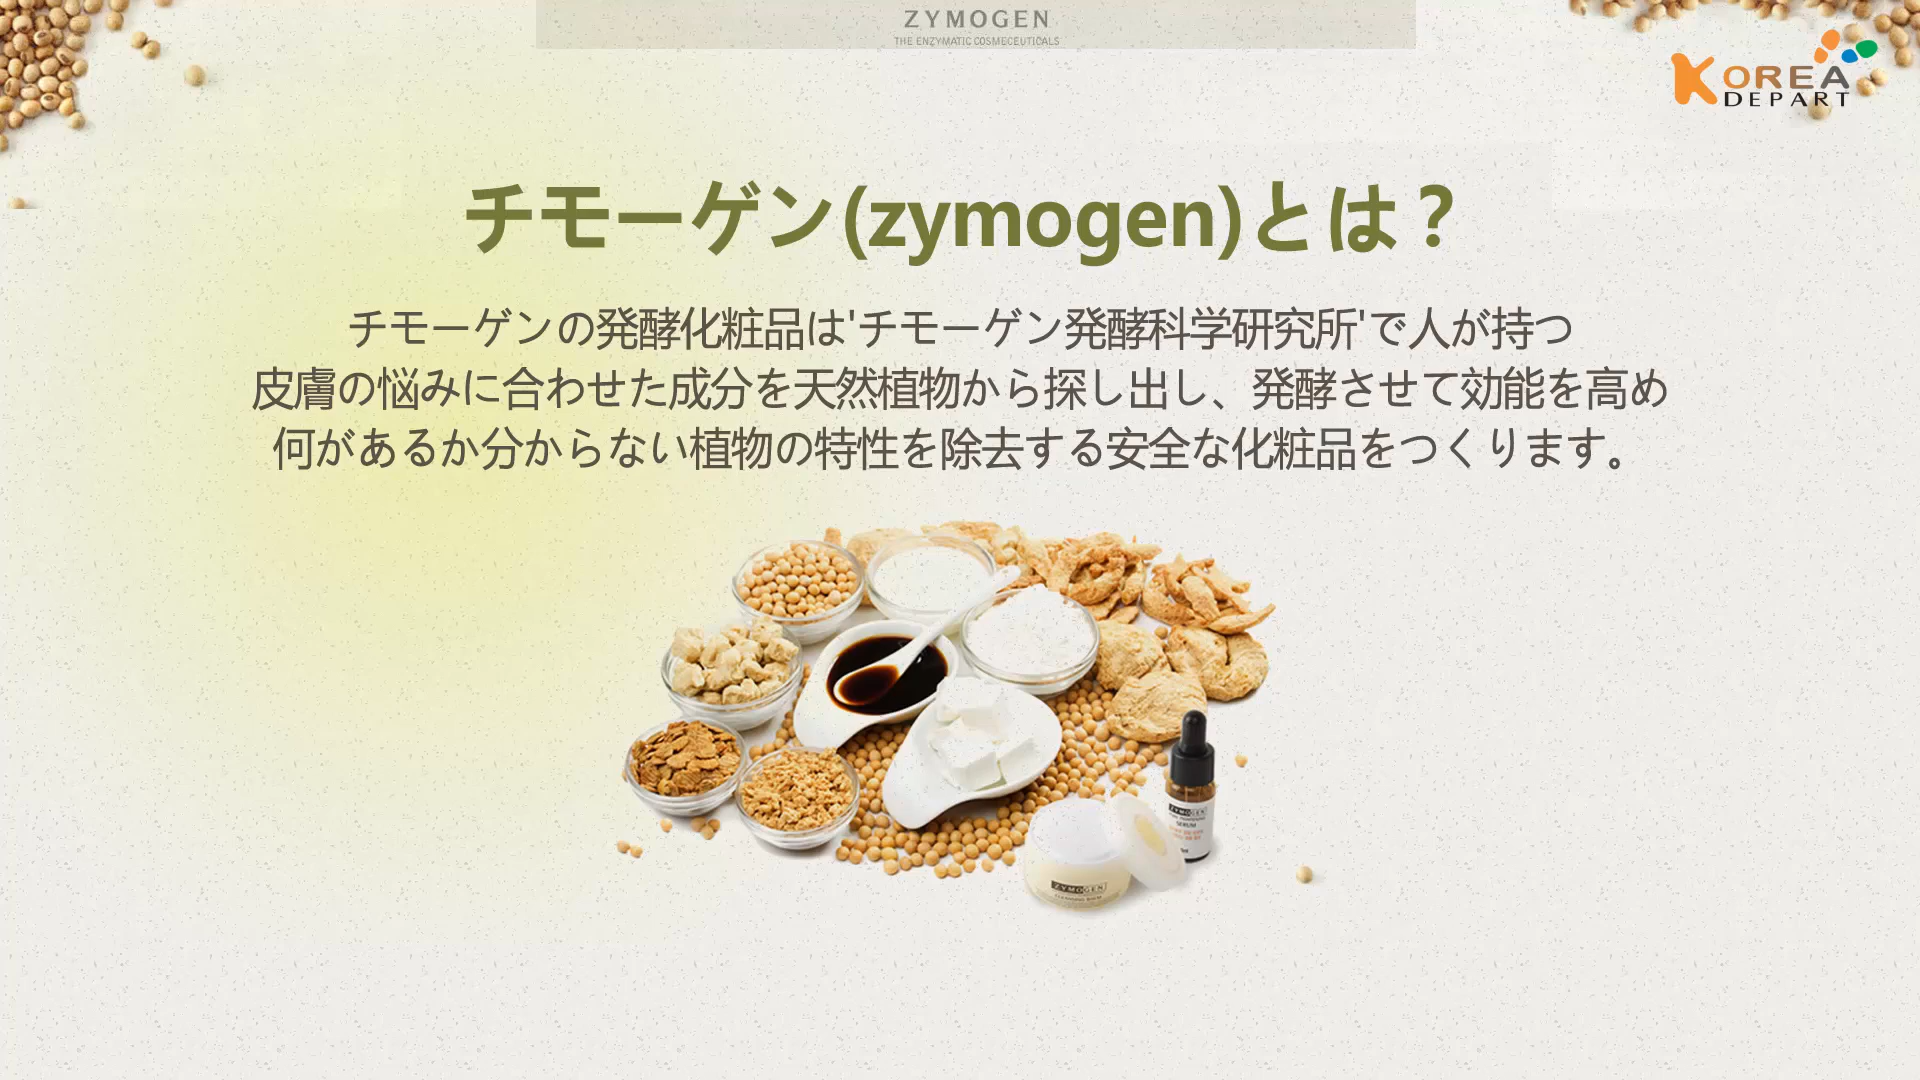 ZYMOGEN
THE ENZYMATIC COSMECEUTICALS
KOREA
DEPART
チモーゲン(zymogen)とは？
チモーゲンの発酵化粧品は'チモーゲン発酵科学研究所'で人が持つ
皮膚の悩みに合わせた成分を天然植物から探し出し、発酵させて効能を高め
何があるか分からない植物の特性を除去する安全な化粧品をつくります。
ZYMOGEN
SERUM
ZYMOGEN